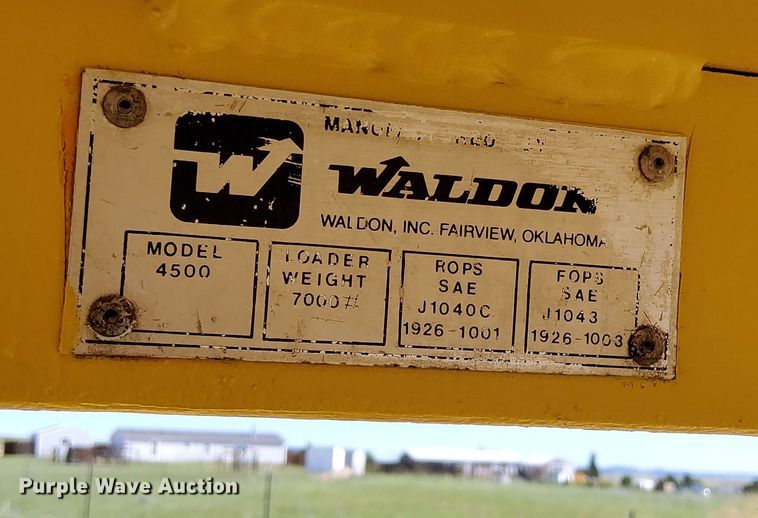 W
WALDON
WALDON, INC. FAIRVIEW, OKLAHOMA
MODEL
4500
LOADER
WEIGHT
7000#
ROPS
SAE
J1040C
1926-1001
FOPS
SAE
J1043
1926-1003
Purple Wave Auction